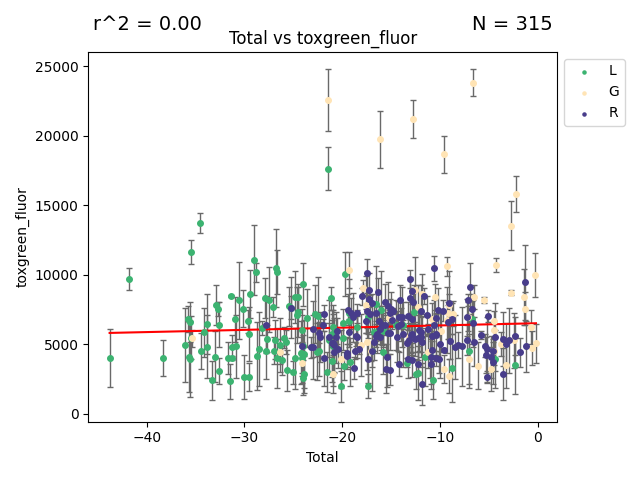 r^2 = 0.00
N = 315
Total vs toxgreen_fluor
25000
20000
15000
10000
5000
0
toxgreen_fluor
−40
−30
−20
−10
0
Total
L
G
R